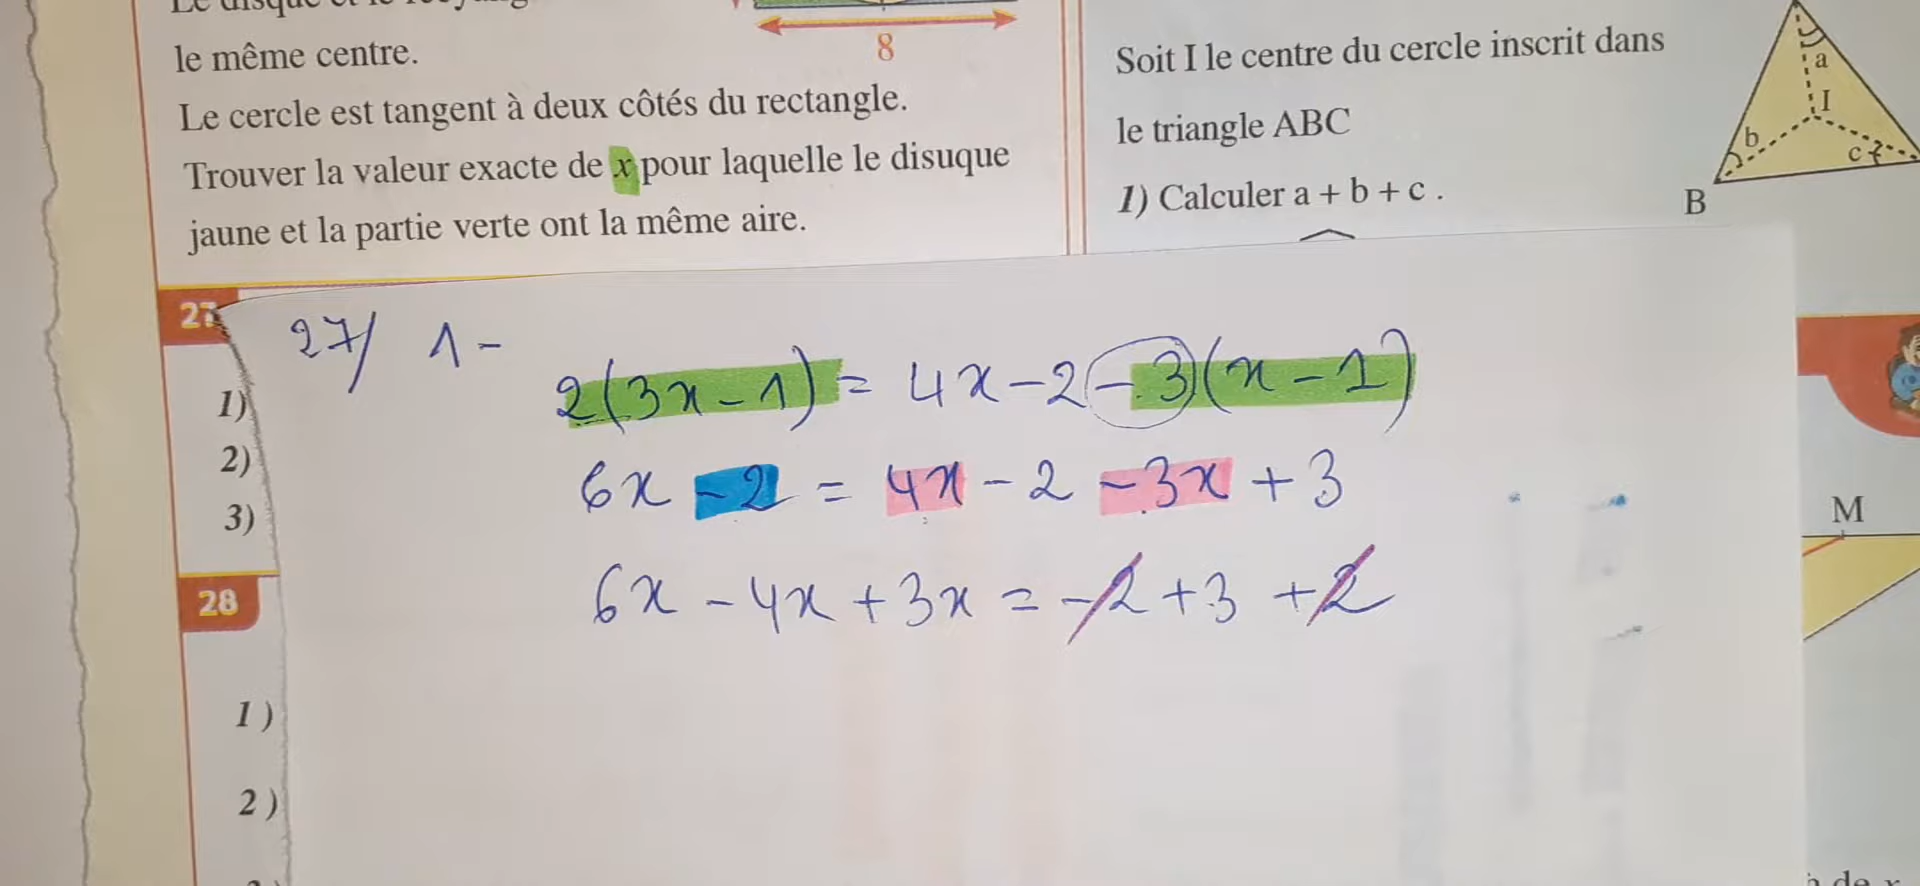 le même centre.
8
Le cercle est tangent à deux côtés du rectangle.
Trouver la valeur exacte de x pour laquelle le disuque
jaune et la partie verte ont la même aire.
Soit I le centre du cercle inscrit dans
le triangle ABC
1) Calculer a + b + c .
a
I
b
c
B
27
27/ 1-
1)
2(3x-1) = 4x-2-3(x-1)
2)
6x -2 = 4x -2 -3x +3
3)
M
28
6x -4x +3x = -2 +3 +2
1)
2)